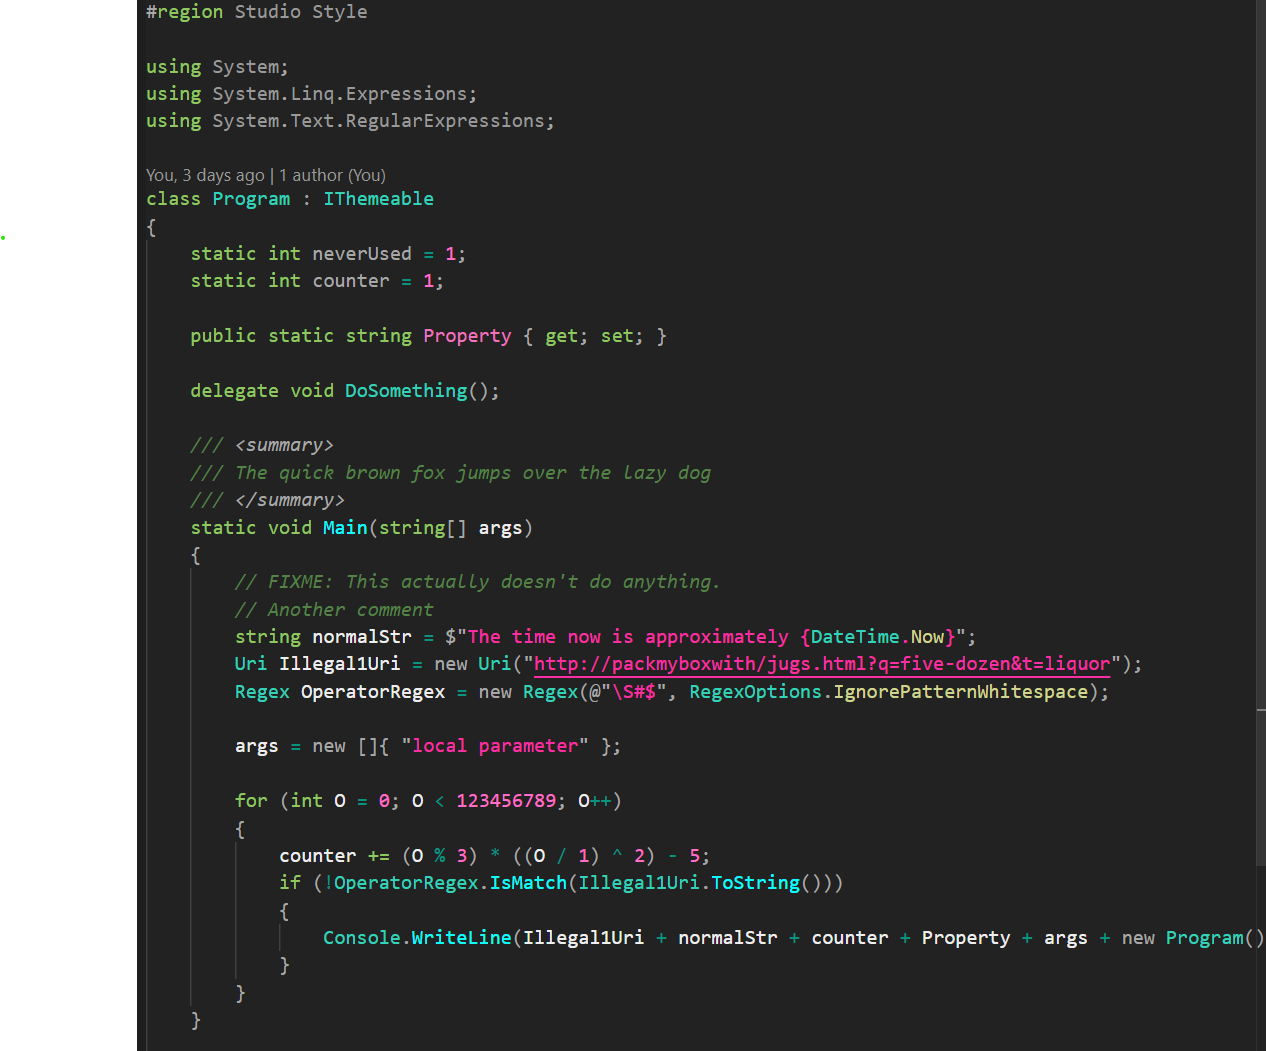 #region Studio Style
using System;
using System.Linq.Expressions;
using System.Text.RegularExpressions;
You, 3 days ago | 1 author (You)
class Program : IThemeable
{
static int neverUsed = 1;
static int counter = 1;
public static string Property { get; set; }
delegate void DoSomething();
/// <summary>
/// The quick brown fox jumps over the lazy dog
/// </summary>
static void Main(string[] args)
{
// FIXME: This actually doesn't do anything.
// Another comment
string normalStr = $"The time now is approximately {DateTime.Now}";
Uri Illegal1Uri = new Uri("http://packmyboxwith/jugs.html?q=five-dozen&t=liquor");
Regex OperatorRegex = new Regex(@"\S#$", RegexOptions.IgnorePatternWhitespace);
args = new []{ "local parameter" };
for (int O = 0; O < 123456789; O++)
{
counter += (O % 3) * ((O / 1) ^ 2) - 5;
if (!OperatorRegex.IsMatch(Illegal1Uri.ToString()))
{
Console.WriteLine(Illegal1Uri + normalStr + counter + Property + args + new Program()
}
}
}